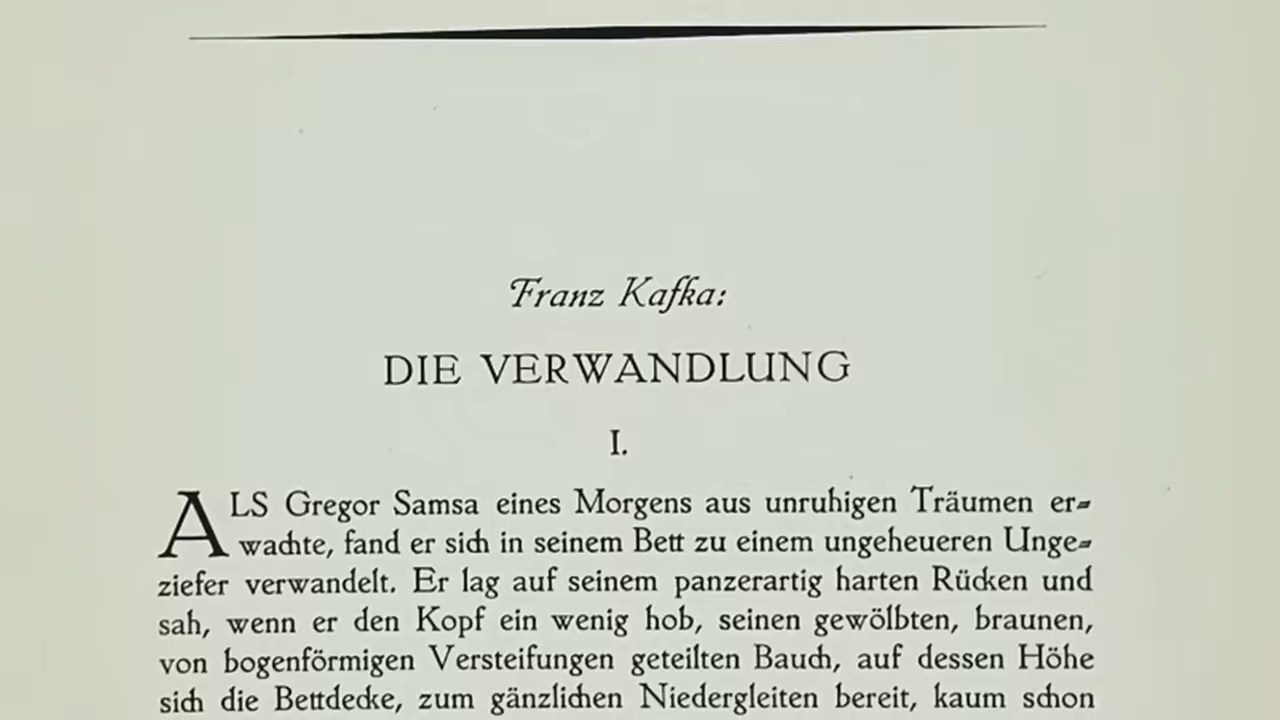 Franz Kafka:
DIE VERWANDLUNG
I.
ALS Gregor Samsa eines Morgens aus unruhigen Träumen er-
wachte, fand er sich in seinem Bett zu einem ungeheueren Unge-
ziefer verwandelt. Er lag auf seinem panzerartig harten Rücken und
sah, wenn er den Kopf ein wenig hob, seinen gewölbten, braunen,
von bogenförmigen Versteifungen geteilten Bauch, auf dessen Höhe
sich die Bettdecke, zum gänzlichen Niedergleiten bereit, kaum schon